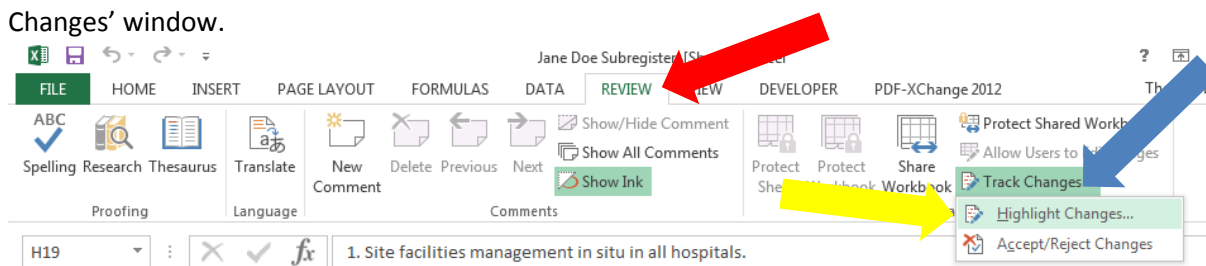 Changes’ window.
Jane Doe Subregister [Sh
?
FILE HOME INSERT PAGE LAYOUT FORMULAS DATA REVIEW VIEW DEVELOPER PDF-XChange 2012 Th
ABC
Spelling Research Thesaurus Translate New Comment Delete Previous Next Show/Hide Comment
Show All Comments
Show Ink
Protect Protect Share Workbook Protect Shared
Allow Users to
Track Changes
Proofing Language Comments
Highlight Changes...
Accept/Reject Changes
H19 fx 1. Site facilities management in situ in all hospitals.